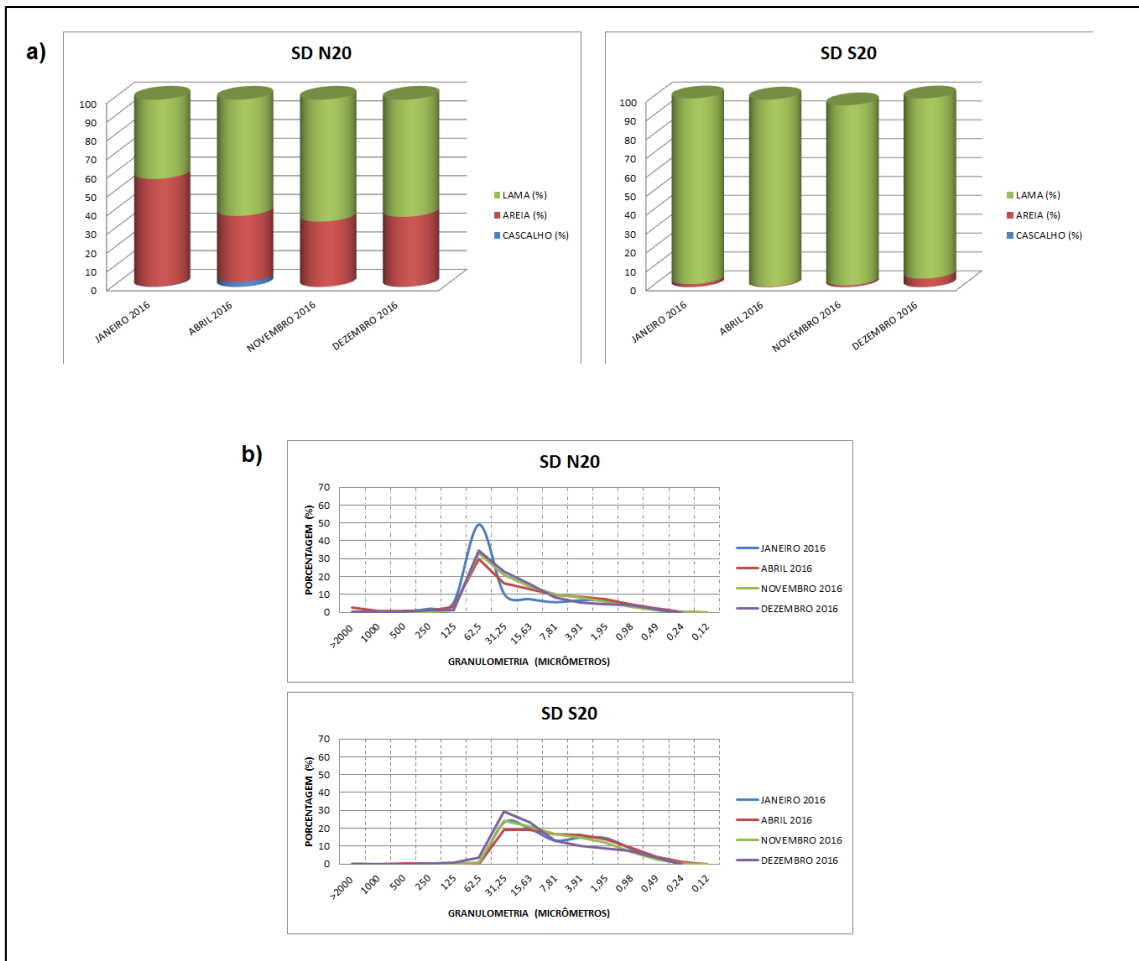 a)
SD N20
100
90
80
70
60
50
40
30
20
10
0
JANEIRO 2016
ABRIL 2016
NOVEMBRO 2016
DEZEMBRO 2016
LAMA (%)
AREIA (%)
CASCALHO (%)
SD S20
100
90
80
70
60
50
40
30
20
10
0
JANEIRO 2016
ABRIL 2016
NOVEMBRO 2016
DEZEMBRO 2016
LAMA (%)
AREIA (%)
CASCALHO (%)
b)
SD N20
PORCENTAGEM (%)
70
60
50
40
30
20
10
0
>2000 1000 500 250 125 62,5 31,25 15,63 7,81 3,91 1,95 0,98 0,49 0,24 0,12
GRANULOMETRIA (MICRÔMETROS)
JANEIRO 2016
ABRIL 2016
NOVEMBRO 2016
DEZEMBRO 2016
SD S20
PORCENTAGEM (%)
70
60
50
40
30
20
10
0
>2000 1000 500 250 125 62,5 31,25 15,63 7,81 3,91 1,95 0,98 0,49 0,24 0,12
GRANULOMETRIA (MICRÔMETROS)
JANEIRO 2016
ABRIL 2016
NOVEMBRO 2016
DEZEMBRO 2016